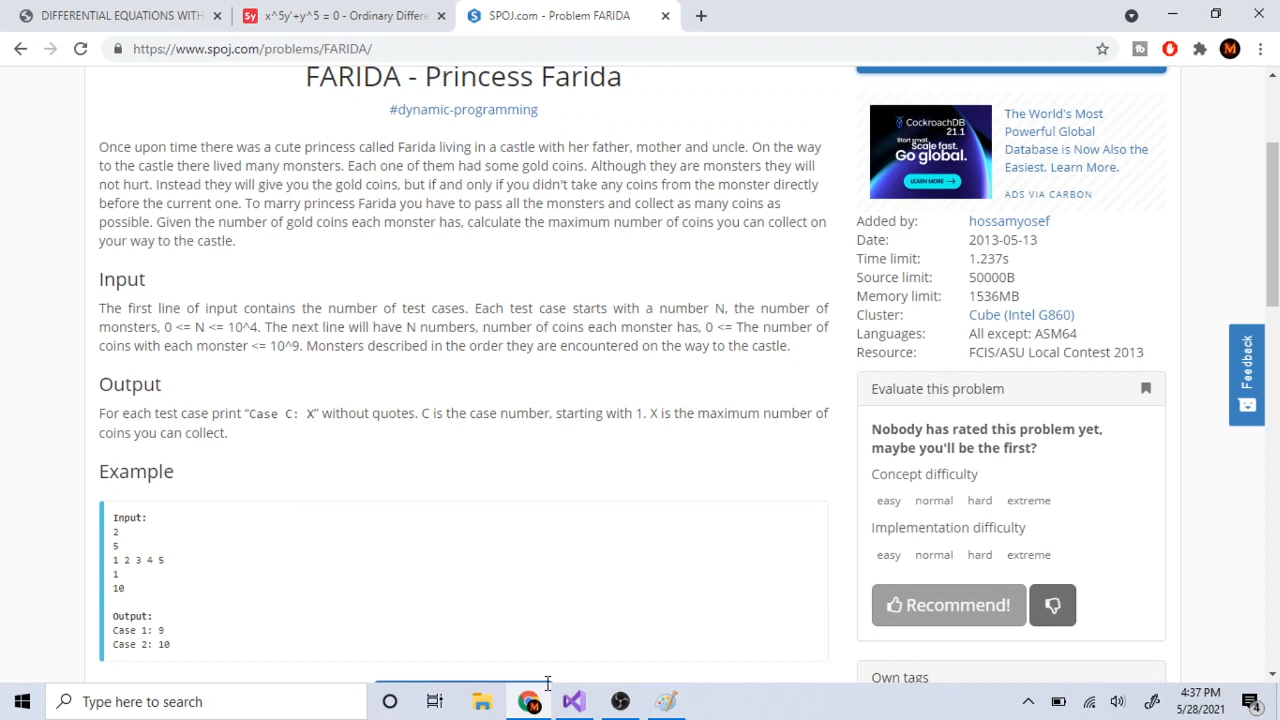 DIFFERENTIAL EQUATIONS WITH
x^5y'+y^5 = 0 - Ordinary Differe
SPOJ.com - Problem FARIDA
https://www.spoj.com/problems/FARIDA/
FARIDA - Princess Farida
#dynamic-programming
Once upon time there was a cute princess called Farida living in a castle with her father, mother and uncle. On the way
to the castle there are many monsters. Each one of them had some gold coins. Although they are monsters they will
not hurt. Instead they will give you the gold coins, but if and only if you didn't take any coins from the monster directly
before the current one. To marry princess Farida you have to pass all the monsters and collect as many coins as
possible. Given the number of gold coins each monster has, calculate the maximum number of coins you can collect on
your way to the castle.
Input
The first line of input contains the number of test cases. Each test case starts with a number N, the number of
monsters, 0 <= N <= 10^4. The next line will have N numbers, number of coins each monster has, 0 <= The number of
coins with each monster <= 10^9. Monsters described in the order they are encountered on the way to the castle.
Output
For each test case print “Case C: X” without quotes. C is the case number, starting with 1. X is the maximum number of
coins you can collect.
Example
Input:
2
5
1 2 3 4 5
1
10
Output:
Case 1: 9
Case 2: 10
CockroachDB
21.1
Start small.
Scale fast.
Go global.
LEARN MORE
The World's Most
Powerful Global
Database is Now Also the
Easiest. Learn More.
ADS VIA CARBON
Added by: hossamyosef
Date: 2013-05-13
Time limit: 1.237s
Source limit: 50000B
Memory limit: 1536MB
Cluster: Cube (Intel G860)
Languages: All except: ASM64
Resource: FCIS/ASU Local Contest 2013
Evaluate this problem
Nobody has rated this problem yet,
maybe you'll be the first?
Concept difficulty
easy normal hard extreme
Implementation difficulty
easy normal hard extreme
Recommend!
Own tags
Feedback
Type here to search
4:37 PM
5/28/2021
4